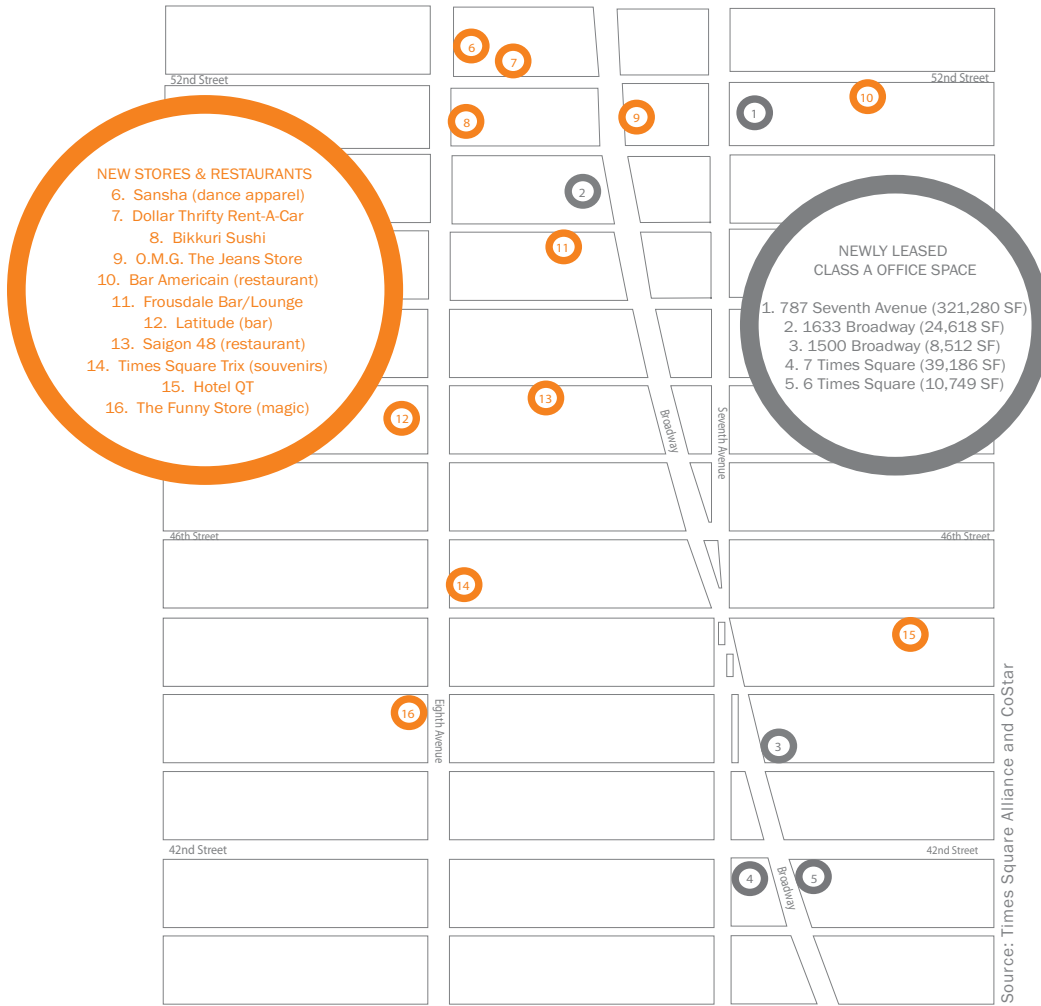 6
7
52nd Street
52nd Street
8
9
1
10
NEW STORES & RESTAURANTS
6. Sansha (dance apparel)
7. Dollar Thrifty Rent-A-Car
8. Bikkuri Sushi
9. O.M.G. The Jeans Store
10. Bar Americain (restaurant)
11. Frousdale Bar/Lounge
12. Latitude (bar)
13. Saigon 48 (restaurant)
14. Times Square Trix (souvenirs)
15. Hotel QT
16. The Funny Store (magic)
2
11
NEWLY LEASED
CLASS A OFFICE SPACE
1. 787 Seventh Avenue (321,280 SF)
2. 1633 Broadway (24,618 SF)
3. 1500 Broadway (8,512 SF)
4. 7 Times Square (39,186 SF)
5. 6 Times Square (10,749 SF)
12
13
Broadway
Seventh Avenue
46th Street
46th Street
14
15
16
Eighth Avenue
3
42nd Street
42nd Street
4
Broadway
5
Source: Times Square Alliance and CoStar